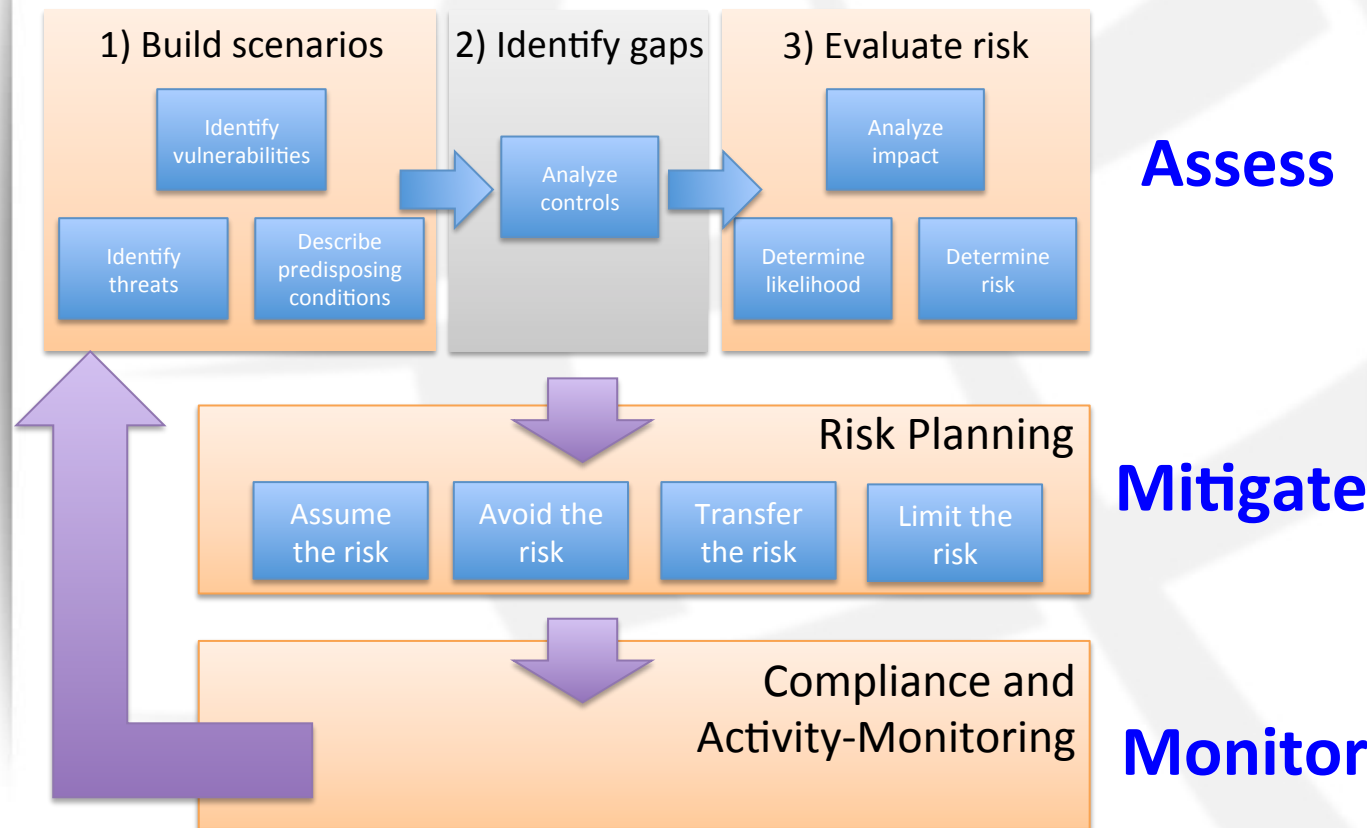 1) Build scenarios
Identify
vulnerabilities
Identify
threats
Describe
predisposing
conditions
2) Identify gaps
Analyze
controls
3) Evaluate risk
Analyze
impact
Determine
likelihood
Determine
risk
Assess
Risk Planning
Assume
the risk
Avoid the
risk
Transfer
the risk
Limit the
risk
Mitigate
Compliance and
Activity-Monitoring
Monitor